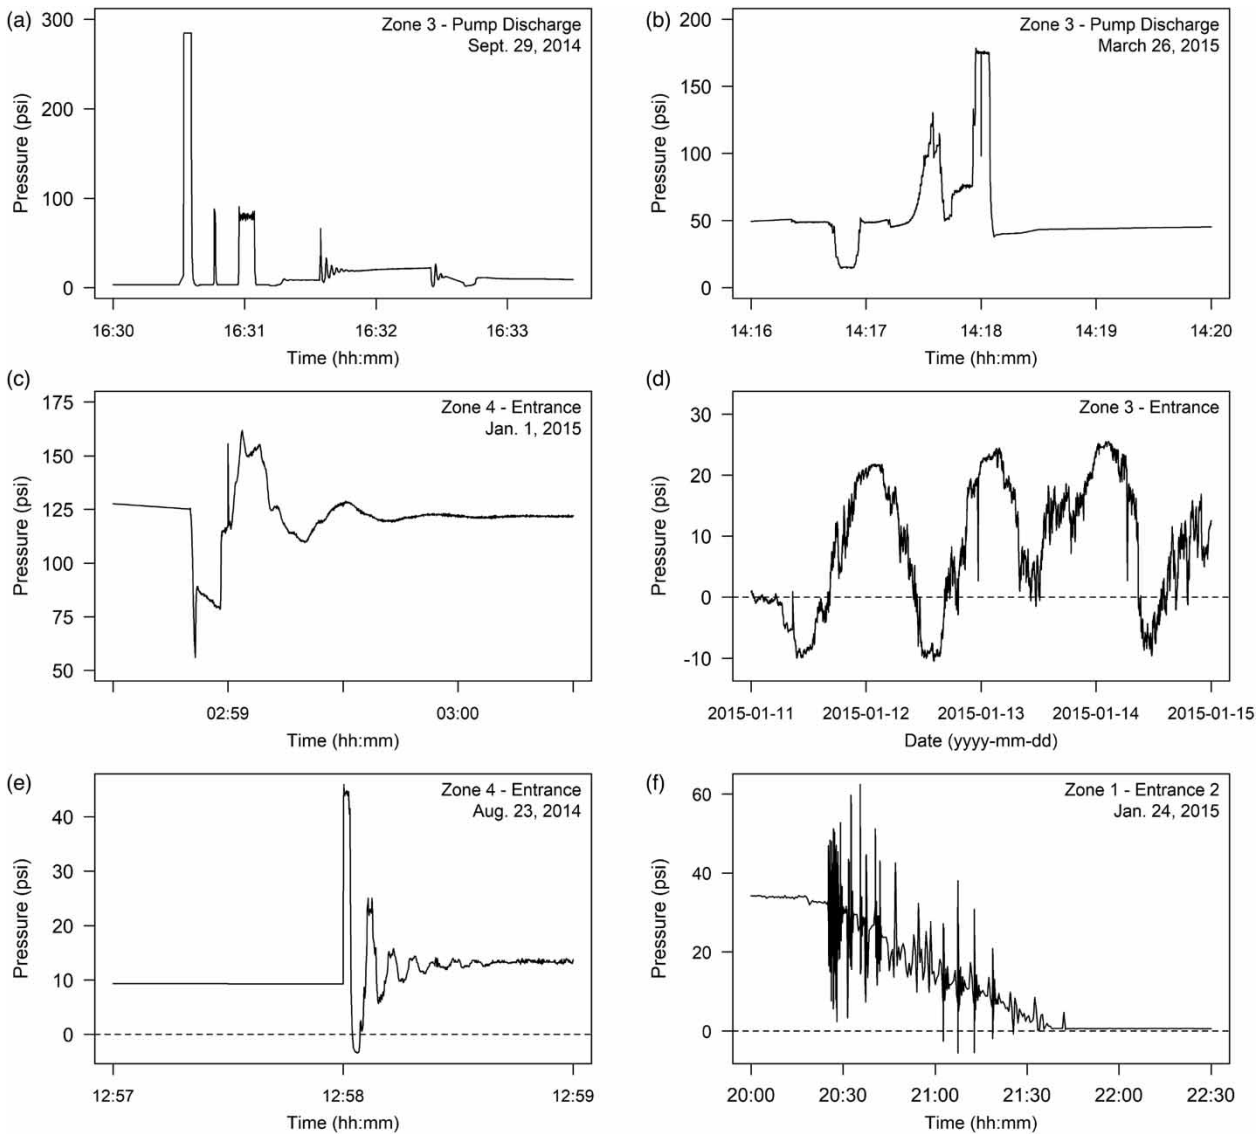 (a)
Zone 3 - Pump Discharge
Sept. 29, 2014
Pressure (psi)
300
200
100
0
16:30
16:31
16:32
16:33
Time (hh:mm)
(b)
Zone 3 - Pump Discharge
March 26, 2015
Pressure (psi)
200
150
100
50
0
14:16
14:17
14:18
14:19
14:20
Time (hh:mm)
(c)
Zone 4 - Entrance
Jan. 1, 2015
Pressure (psi)
175
150
125
100
75
50
02:59
03:00
Time (hh:mm)
(d)
Zone 3 - Entrance
Pressure (psi)
30
20
10
0
-10
2015-01-11
2015-01-12
2015-01-13
2015-01-14
2015-01-15
Date (yyyy-mm-dd)
(e)
Zone 4 - Entrance
Aug. 23, 2014
Pressure (psi)
40
30
20
10
0
12:57
12:58
12:59
Time (hh:mm)
(f)
Zone 1 - Entrance 2
Jan. 24, 2015
Pressure (psi)
60
40
20
0
20:00
20:30
21:00
21:30
22:00
22:30
Time (hh:mm)